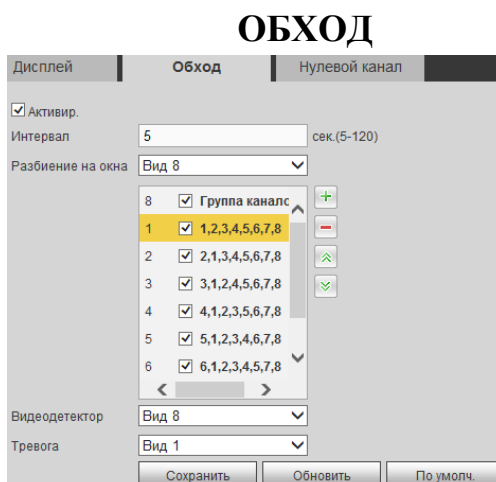 ОБХОД
Дисплей Обход Нулевой канал
Активир.
Интервал 5 сек.(5-120)
Разбиение на окна Вид 8
8 Группа канало
1 1,2,3,4,5,6,7,8
2 2,1,3,4,5,6,7,8
3 3,1,2,4,5,6,7,8
4 4,1,2,3,5,6,7,8
5 5,1,2,3,4,6,7,8
6 6,1,2,3,4,5,7,8
Видеодетектор Вид 8
Тревога Вид 1
Сохранить Обновить По умолч.